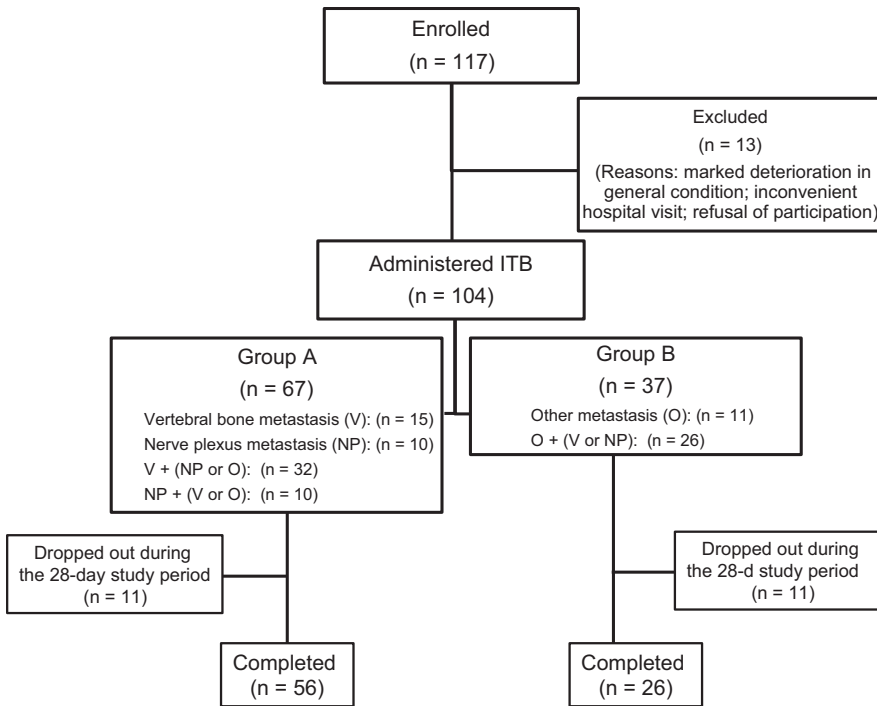 Enrolled
(n = 117)
Excluded
(n = 13)
(Reasons: marked deterioration in
general condition; inconvenient
hospital visit; refusal of participation)
Administered ITB
(n = 104)
Group A
(n = 67)
Vertebral bone metastasis (V): (n = 15)
Nerve plexus metastasis (NP): (n = 10)
V + (NP or O): (n = 32)
NP + (V or O): (n = 10)
Group B
(n = 37)
Other metastasis (O): (n = 11)
O + (V or NP): (n = 26)
Dropped out during
the 28-day study period
(n = 11)
Dropped out during
the 28-d study period
(n = 11)
Completed
(n = 56)
Completed
(n = 26)